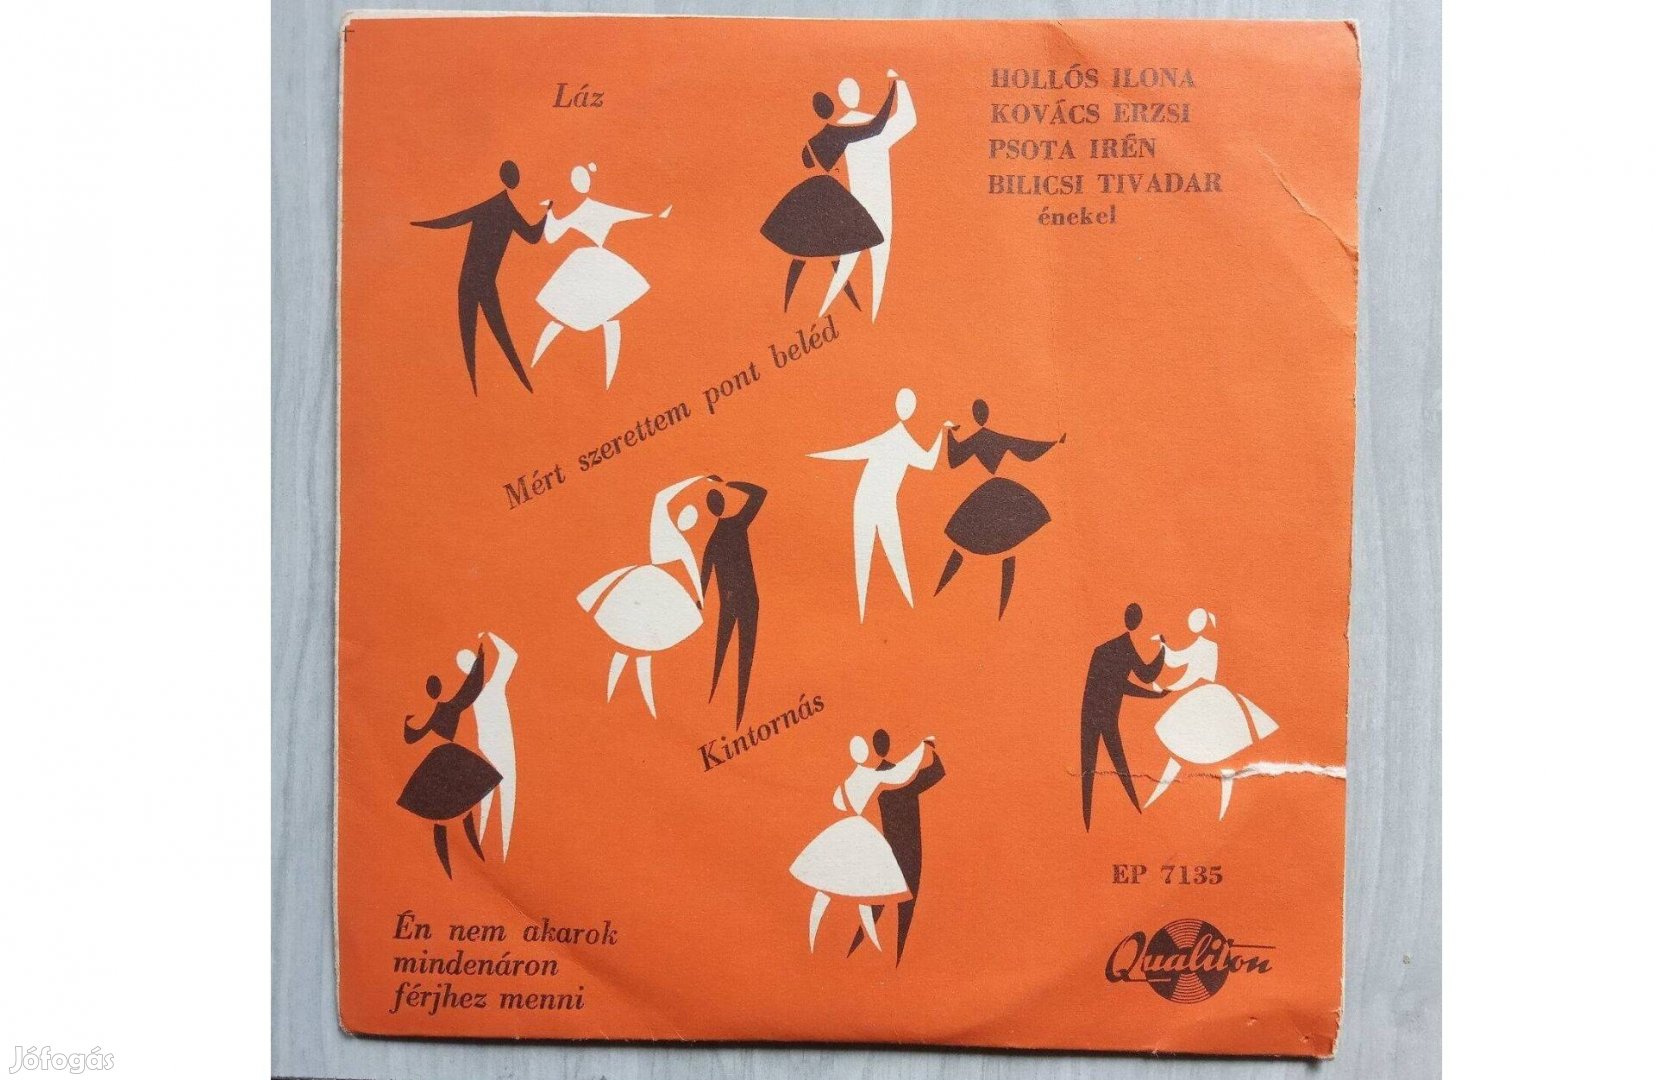 Láz
HOLLÓS ILONA
KOVÁCS ERZSI
PSOTA IRÉN
BILICSI TIVADAR
énekel
Mért szerettem pont beléd
Kintornás
EP 7135
Én nem akarok
mindenáron
férjhez menni
Qualiton
Jófogás